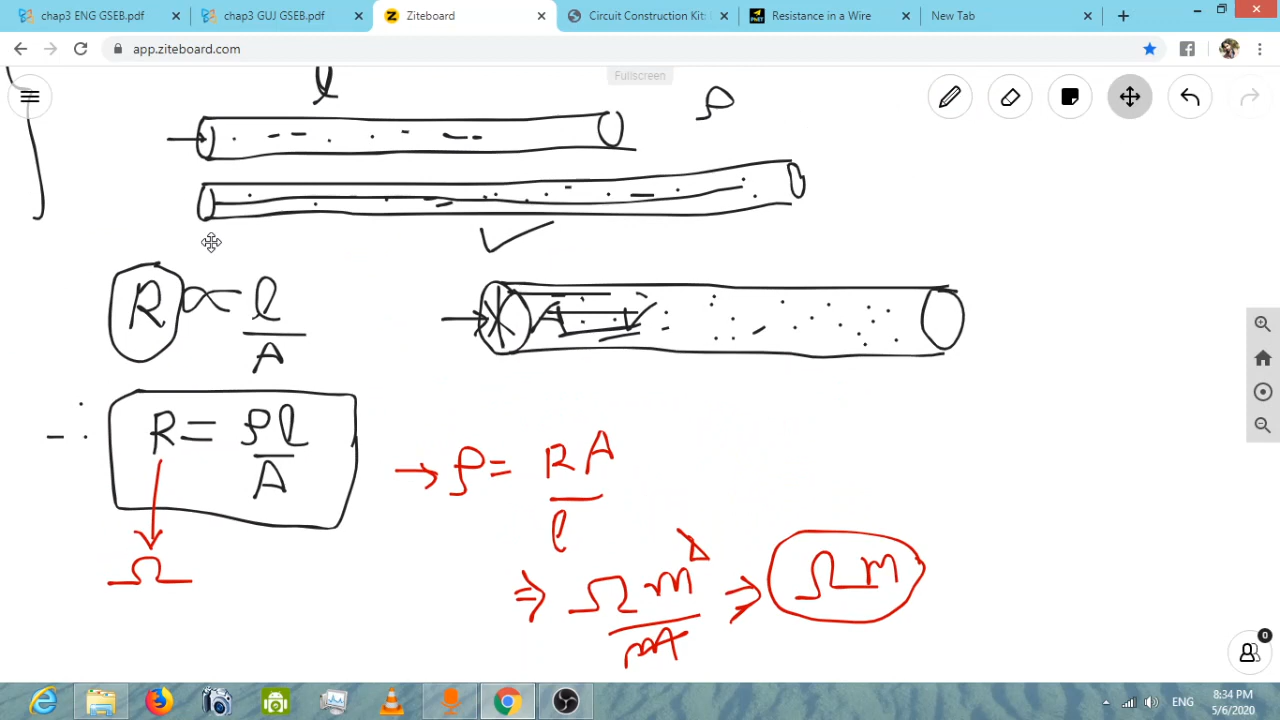 chap3 ENG GSEB.pdf
chap3 GUJ GSEB.pdf
Ziteboard
Circuit Construction Kit:
Resistance in a Wire
New Tab
app.ziteboard.com
Fullscreen
l
ρ
R ∝ l
A
R = ρl
A
Ω
→ ρ = RA
l
⇒ Ω m²
m
⇒ Ω m
0
ENG
8:34 PM
5/6/2020